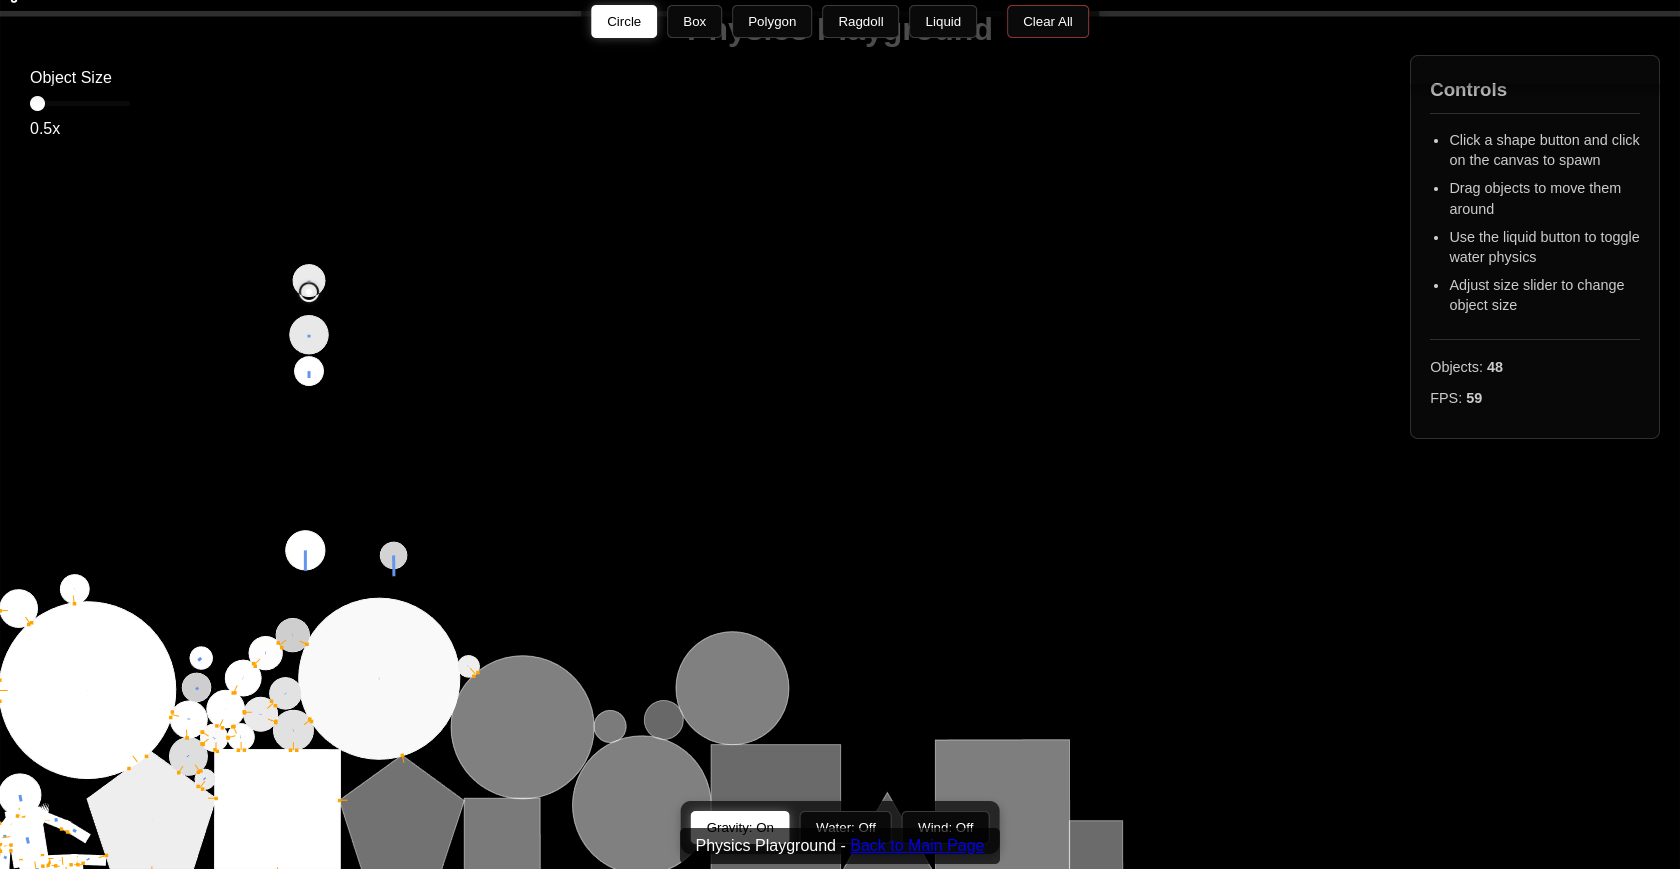 Circle
Box
Polygon
Ragdoll
Liquid
Clear All
Physics Playground
Object Size
0.5x
Controls
• Click a shape button and click
on the canvas to spawn
• Drag objects to move them
around
• Use the liquid button to toggle
water physics
• Adjust size slider to change
object size
Objects: 48
FPS: 59
Gravity: On
Water: Off
Wind: Off
Physics Playground - Back to Main Page